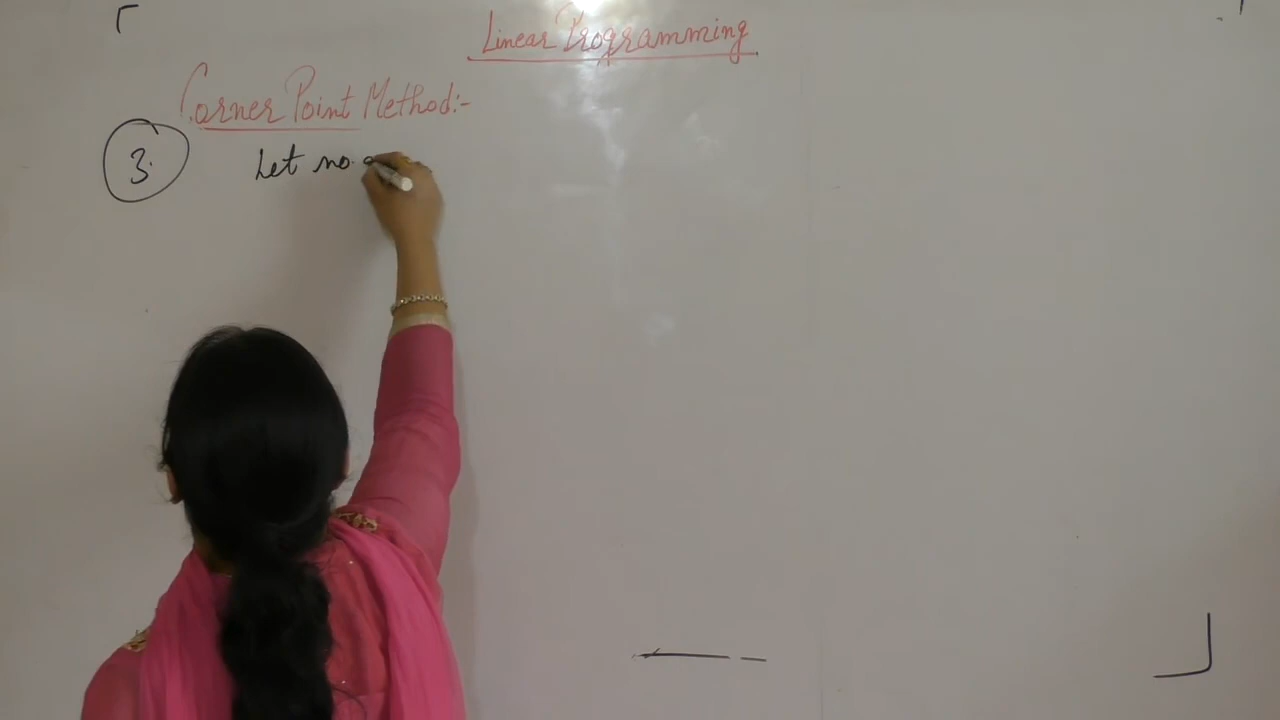 Linear Programming
Corner Point Method:-
3. Let no.